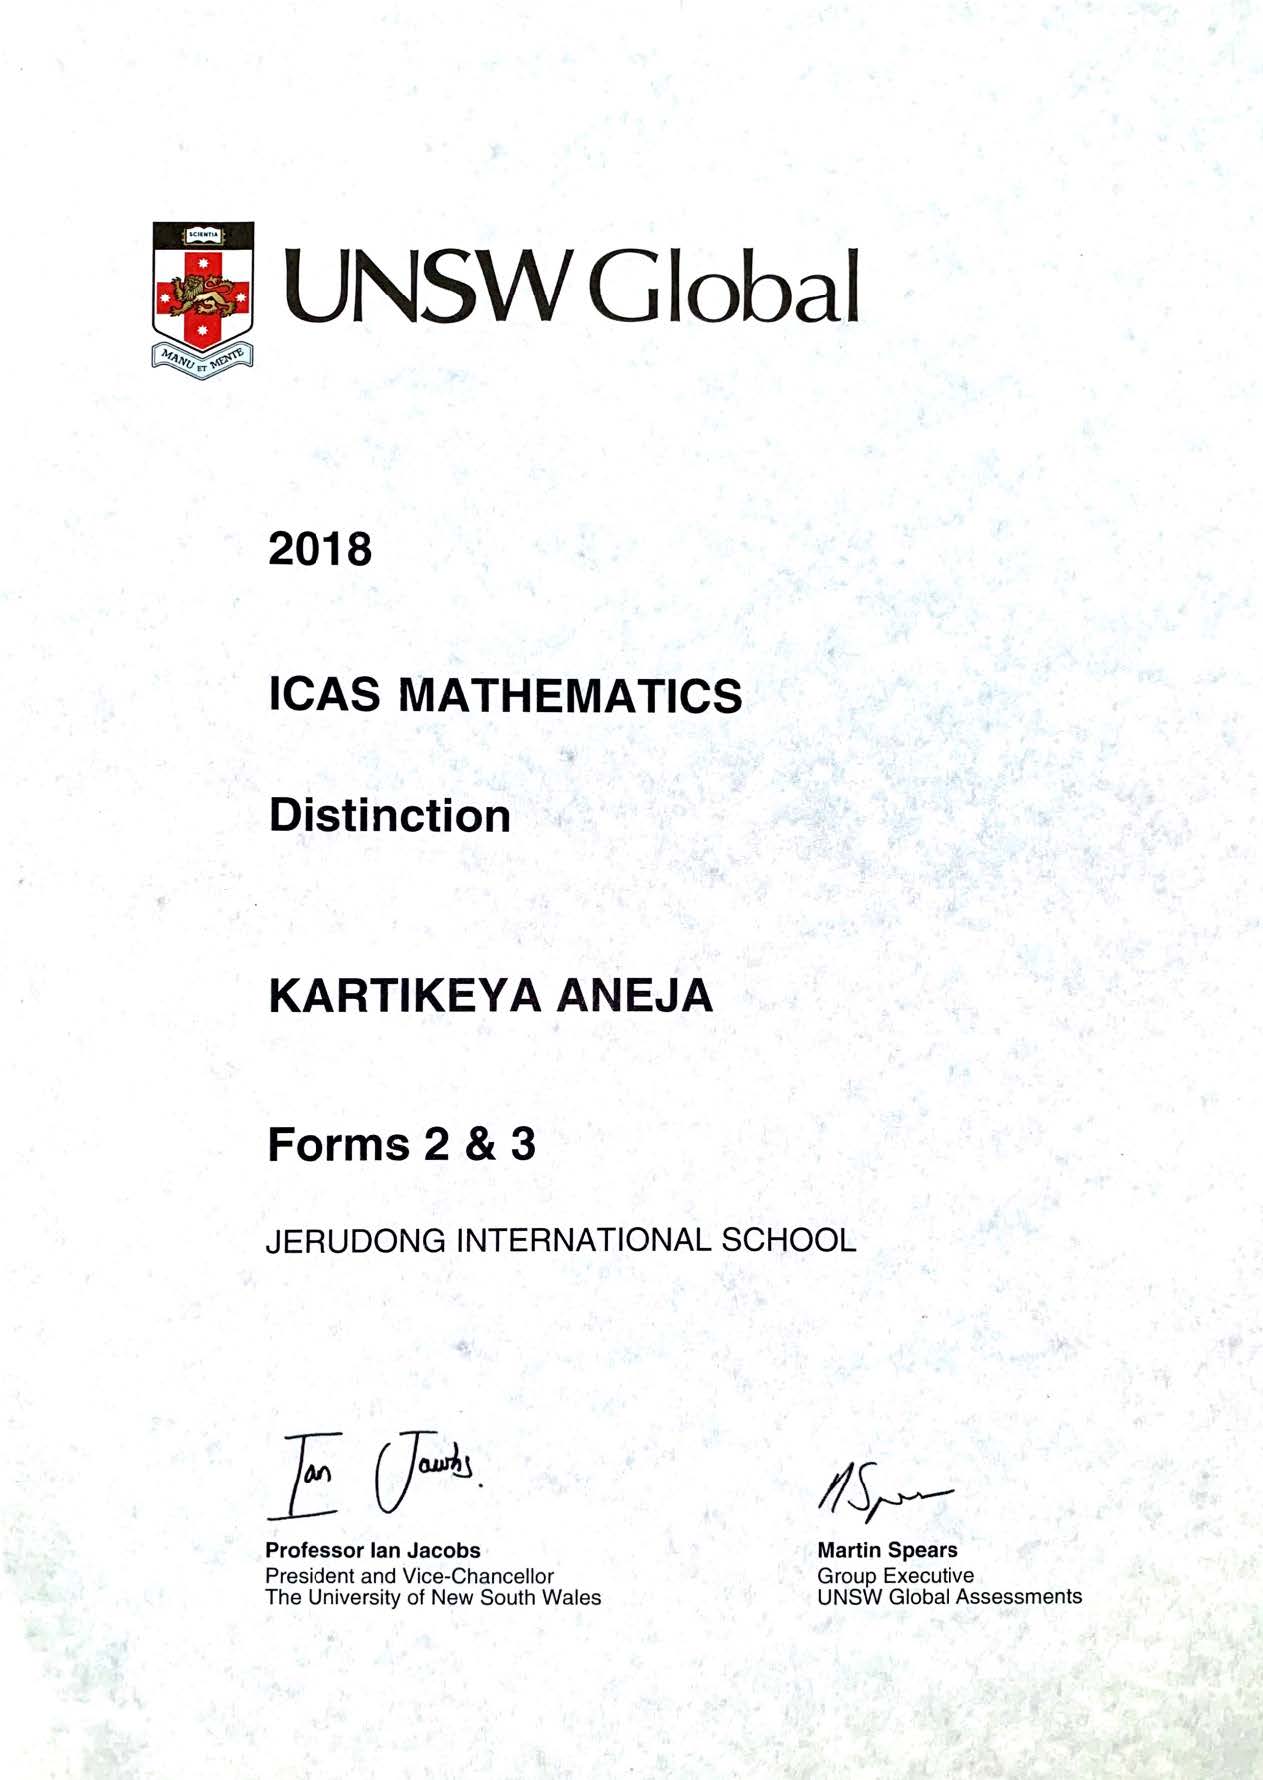 SCIENTIA
MANU ET MENTE
UNSW Global
2018
ICAS MATHEMATICS
Distinction
KARTIKEYA ANEJA
Forms 2 & 3
JERUDONG INTERNATIONAL SCHOOL
Ian Jacobs.
MSpears
Professor Ian Jacobs
President and Vice-Chancellor
The University of New South Wales
Martin Spears
Group Executive
UNSW Global Assessments